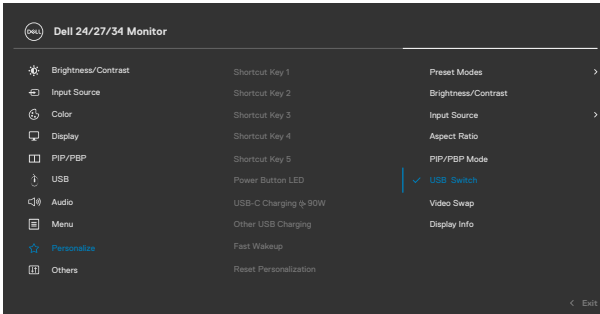 DELL
Dell 24/27/34 Monitor
Brightness/Contrast
Input Source
Color
Display
PIP/PBP
USB
Audio
Menu
Personalize
Others
Shortcut Key 1
Shortcut Key 2
Shortcut Key 3
Shortcut Key 4
Shortcut Key 5
Power Button LED
USB-C Charging 90W
Other USB Charging
Fast Wakeup
Reset Personalization
Preset Modes
Brightness/Contrast
Input Source
Aspect Ratio
PIP/PBP Mode
USB Switch
Video Swap
Display Info
Exit